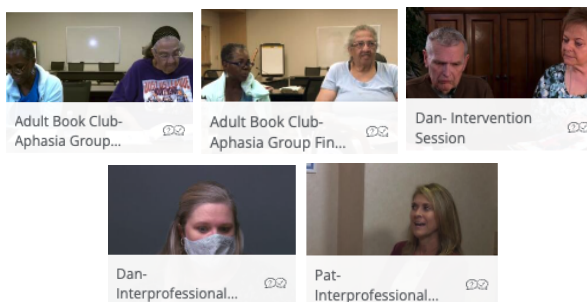 Adult Book Club-
Aphasia Group...
Adult Book Club-
Aphasia Group Fin...
Dan- Intervention
Session
Dan-
Interprofessional...
Pat-
Interprofessional...